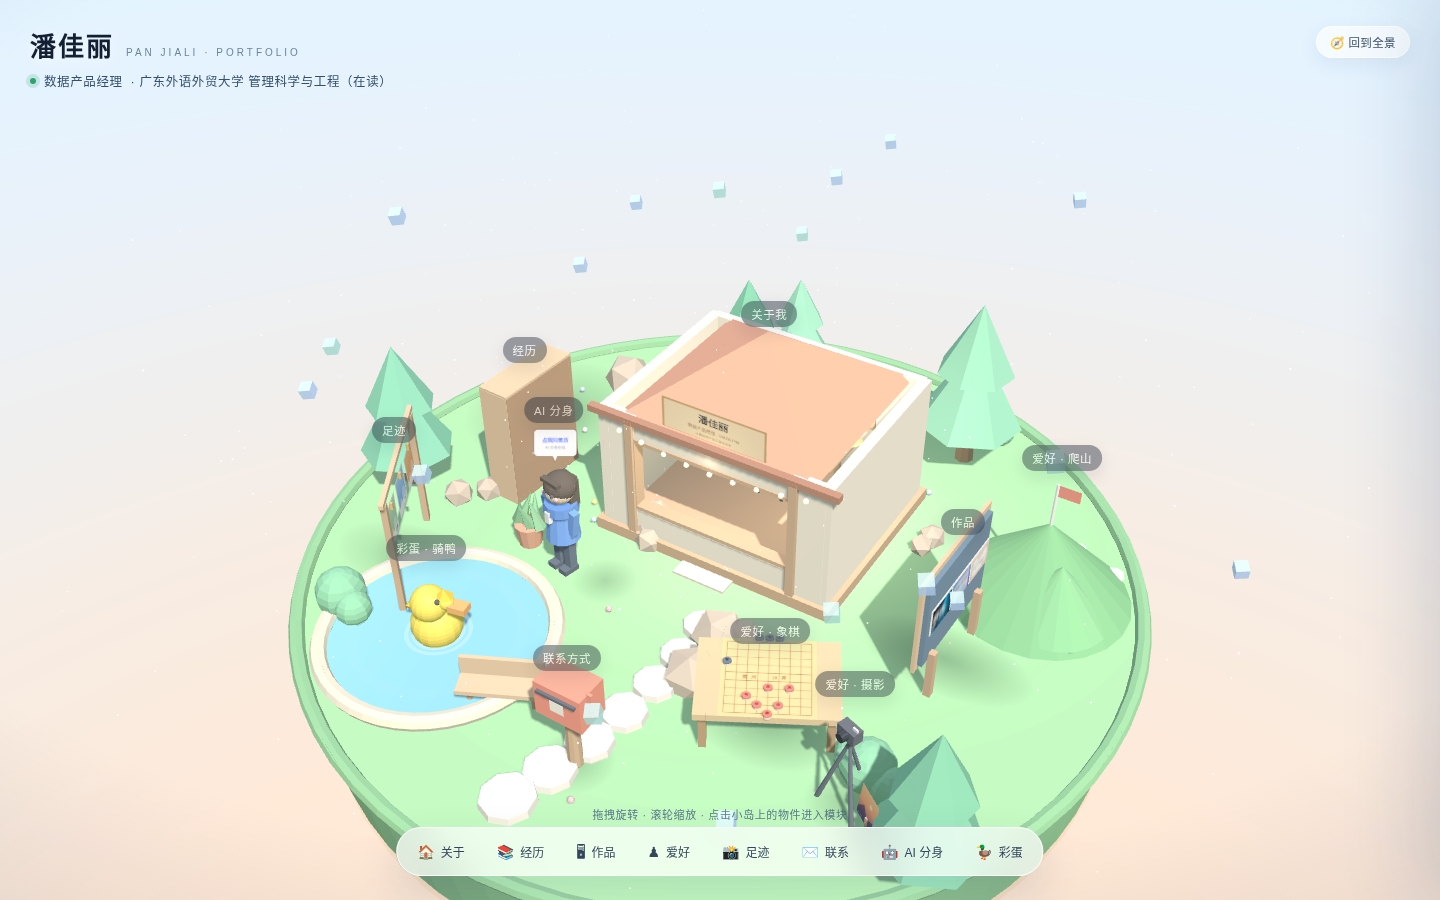 潘佳丽 PAN JIALI · PORTFOLIO
数据产品经理 · 广东外语外贸大学 管理科学与工程（在读）
🧭 回到全景
关于我
经历
AI 分身
点我问简历
足迹
潘佳丽
爱好 · 爬山
作品
彩蛋 · 骑鸭
爱好 · 象棋
联系方式
爱好 · 摄影
拖拽旋转 · 滚轮缩放 · 点击小岛上的物件进入模块
🏠 关于
📚 经历
🖥 作品
♟ 爱好
📸 足迹
✉️ 联系
🤖 AI 分身
🦆 彩蛋